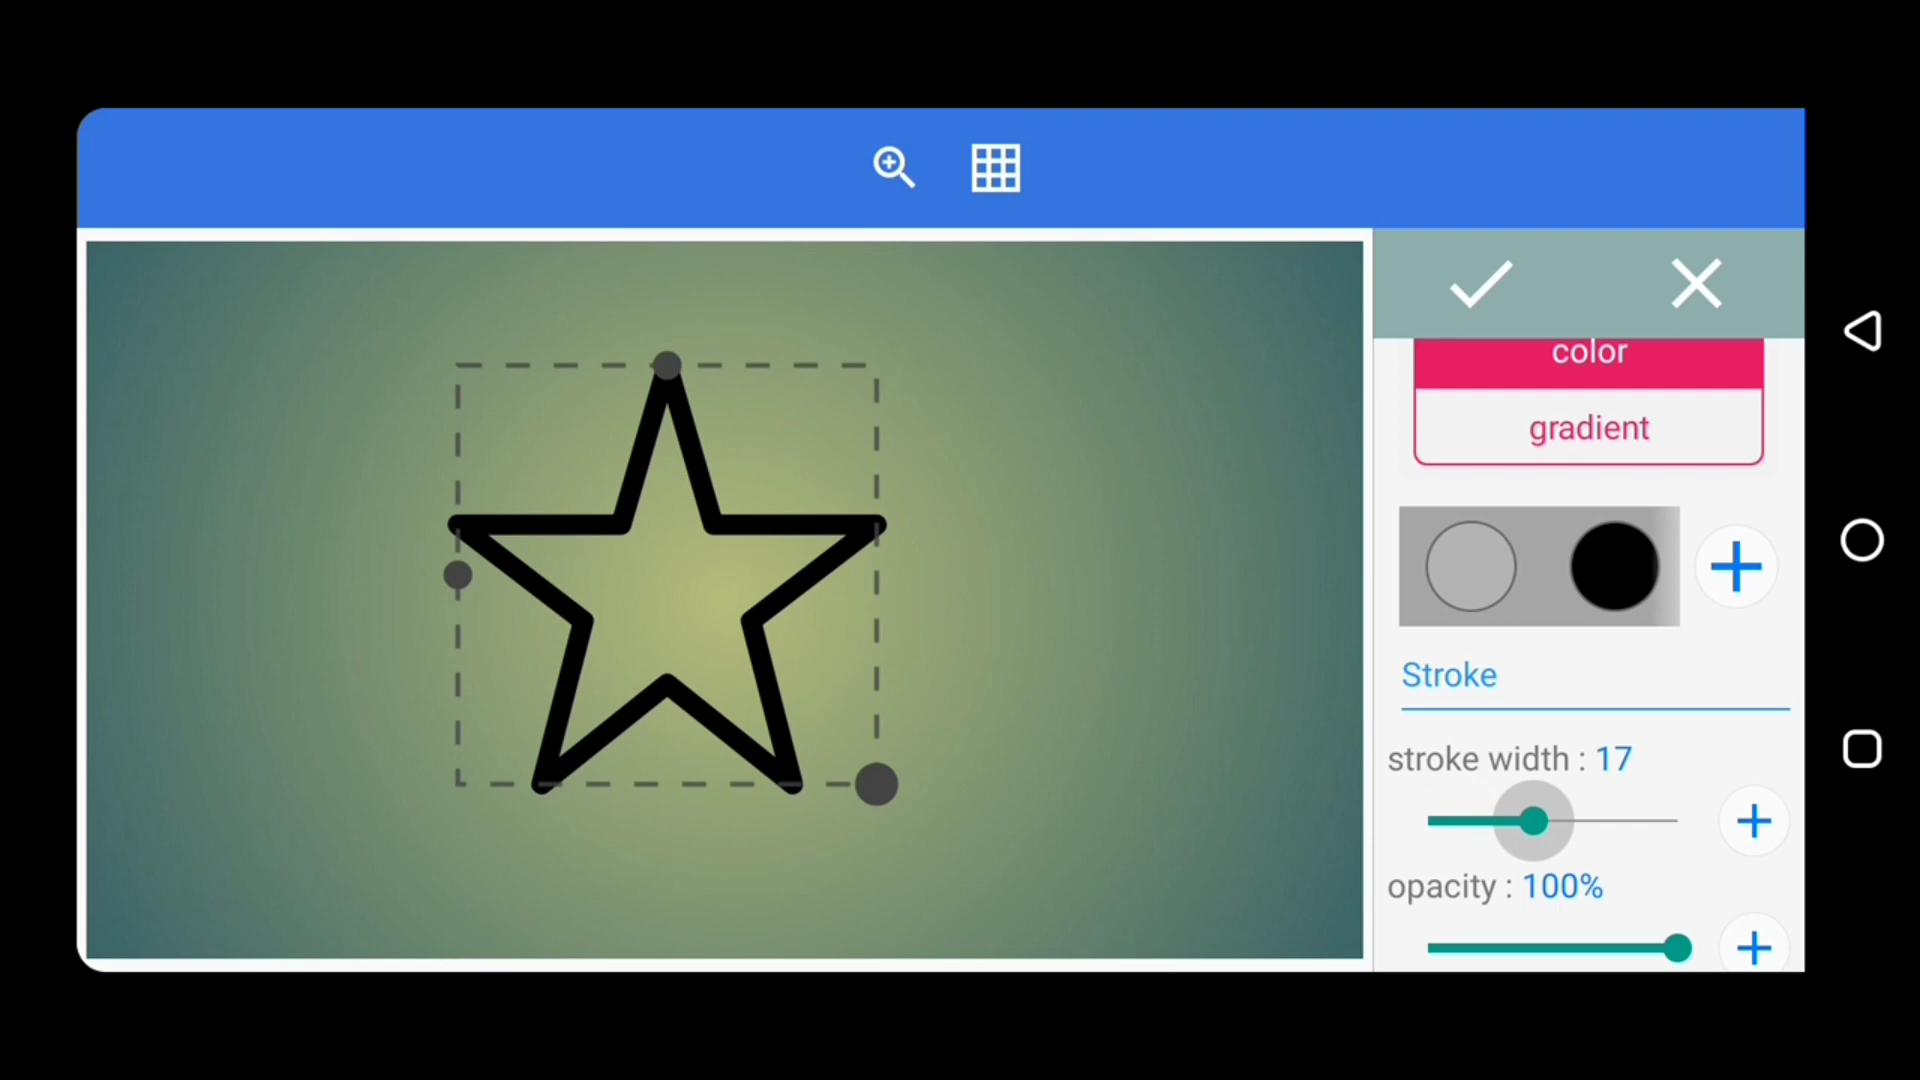 color
gradient
Stroke
stroke width : 17
opacity : 100%